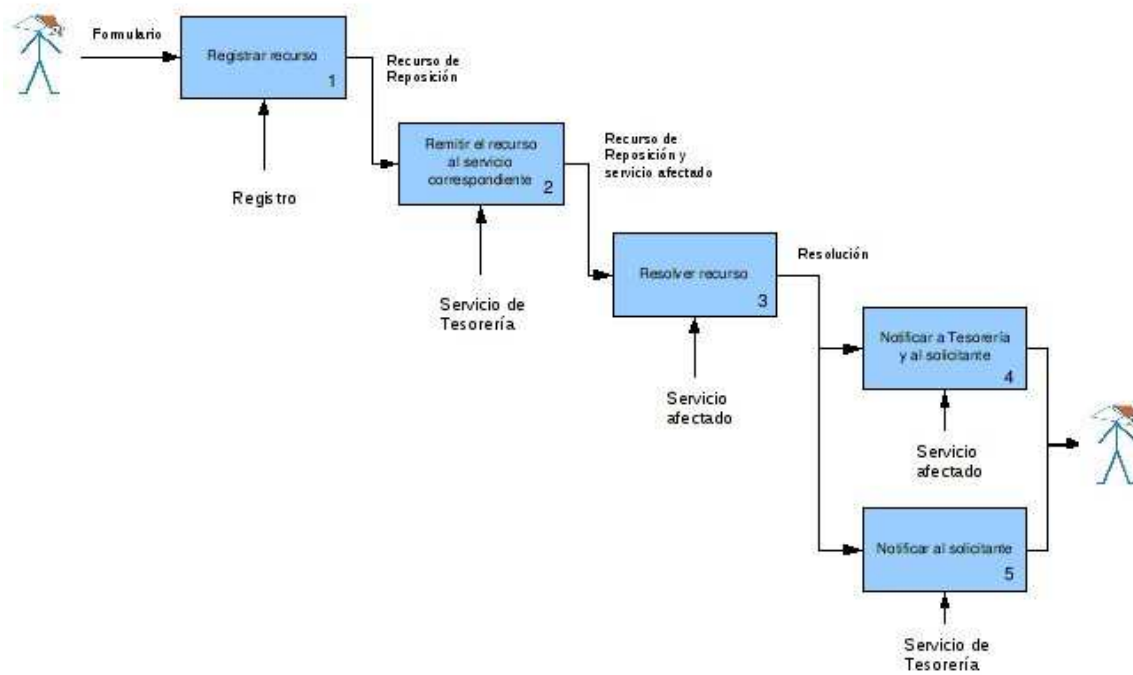 Formulario
Registrar recurso
1
Recurso de
Reposición
Registro
Remitir el recurso
al servicio
correspondiente
2
Recurso de
Reposición y
servicio afectado
Servicio de
Tesorería
Resolver recurso
3
Resolución
Servicio
afectado
Notificar a Tesorería
y al solicitante
4
Servicio
afectado
Notificar al solicitante
5
Servicio de
Tesorería